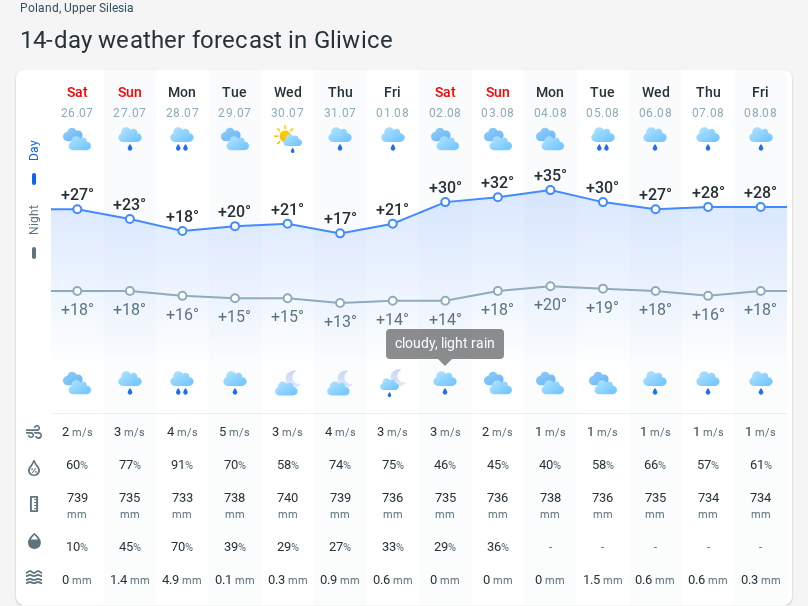 Poland, Upper Silesia
14-day weather forecast in Gliwice
Sat Sun Mon Tue Wed Thu Fri Sat Sun Mon Tue Wed Thu Fri
26.07 27.07 28.07 29.07 30.07 31.07 01.08 02.08 03.08 04.08 05.08 06.08 07.08 08.08
Day
+27° +23° +18° +20° +21° +17° +21° +30° +32° +35° +30° +27° +28° +28°
Night
+18° +18° +16° +15° +15° +13° +14° +14° +18° +20° +19° +18° +16° +18°
cloudy, light rain
2 m/s 3 m/s 4 m/s 5 m/s 3 m/s 4 m/s 3 m/s 3 m/s 2 m/s 1 m/s 1 m/s 1 m/s 1 m/s 1 m/s
60% 77% 91% 70% 58% 74% 75% 46% 45% 40% 58% 66% 57% 61%
739 735 733 738 740 739 736 735 736 738 736 735 734 734
mm mm mm mm mm mm mm mm mm mm mm mm mm mm
10% 45% 70% 39% 29% 27% 33% 29% 36% - - - - -
0 mm 1.4 mm 4.9 mm 0.1 mm 0.3 mm 0.9 mm 0.6 mm 0 mm 0 mm 0 mm 1.5 mm 0.6 mm 0.6 mm 0.3 mm